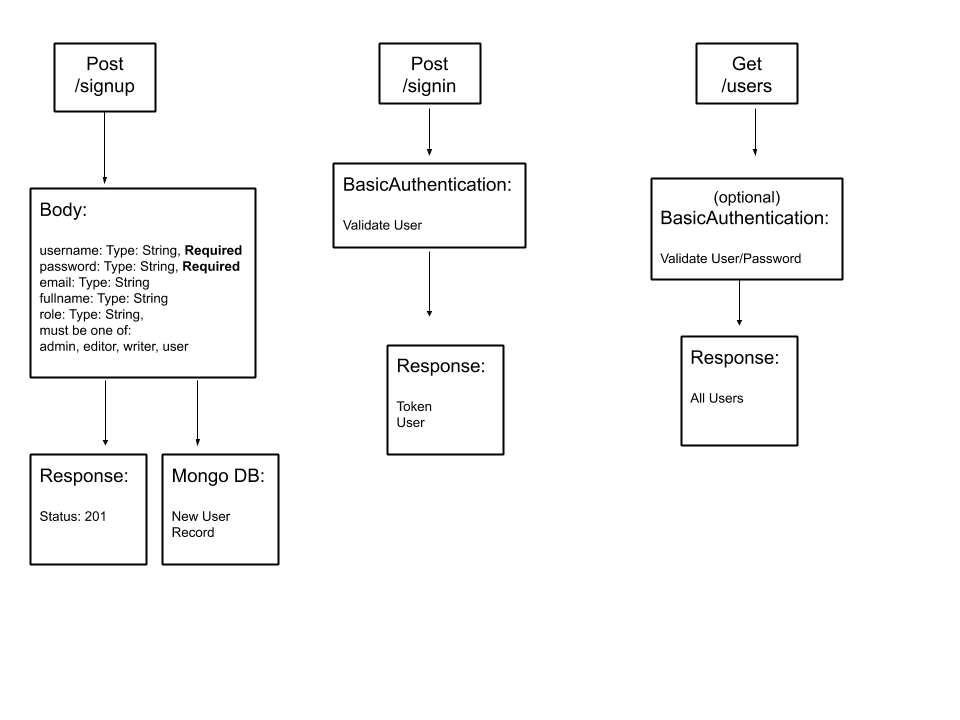 Post
/signup
Body:
username: Type: String, Required
password: Type: String, Required
email: Type: String
fullname: Type: String
role: Type: String,
must be one of:
admin, editor, writer, user
Response:
Status: 201
Mongo DB:
New User
Record
Post
/signin
BasicAuthentication:
Validate User
Response:
Token
User
Get
/users
(optional)
BasicAuthentication:
Validate User/Password
Response:
All Users